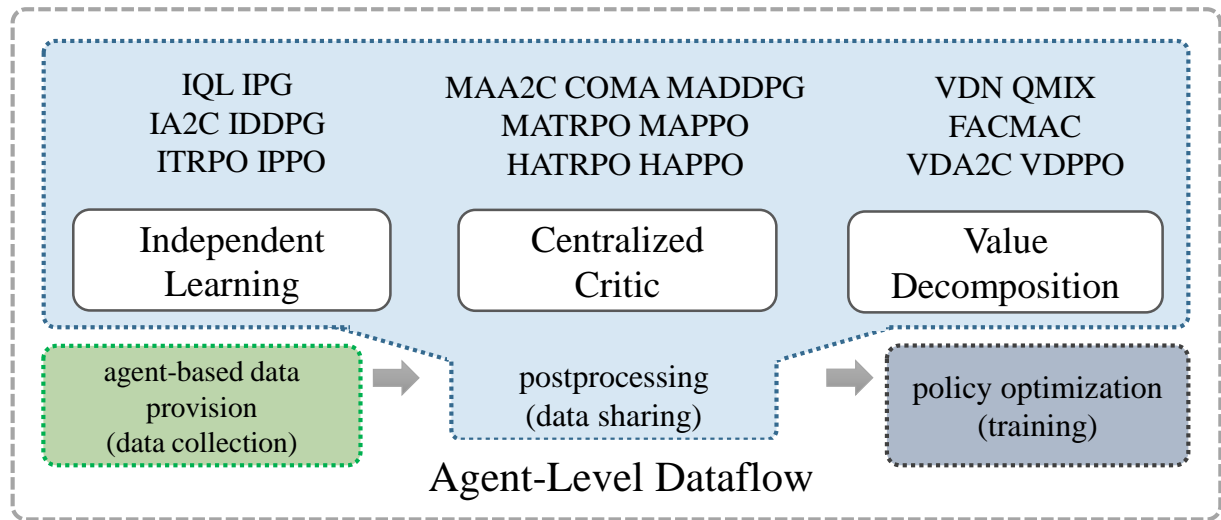 IQL IPG
IA2C IDDPG
ITRPO IPPO
Independent
Learning
MAA2C COMA MADDPG
MATRPO MAPPO
HATRPO HAPPO
Centralized
Critic
VDN QMIX
FACMAC
VDA2C VDPPO
Value
Decomposition
agent-based data
provision
(data collection)
postprocessing
(data sharing)
policy optimization
(training)
Agent-Level Dataflow